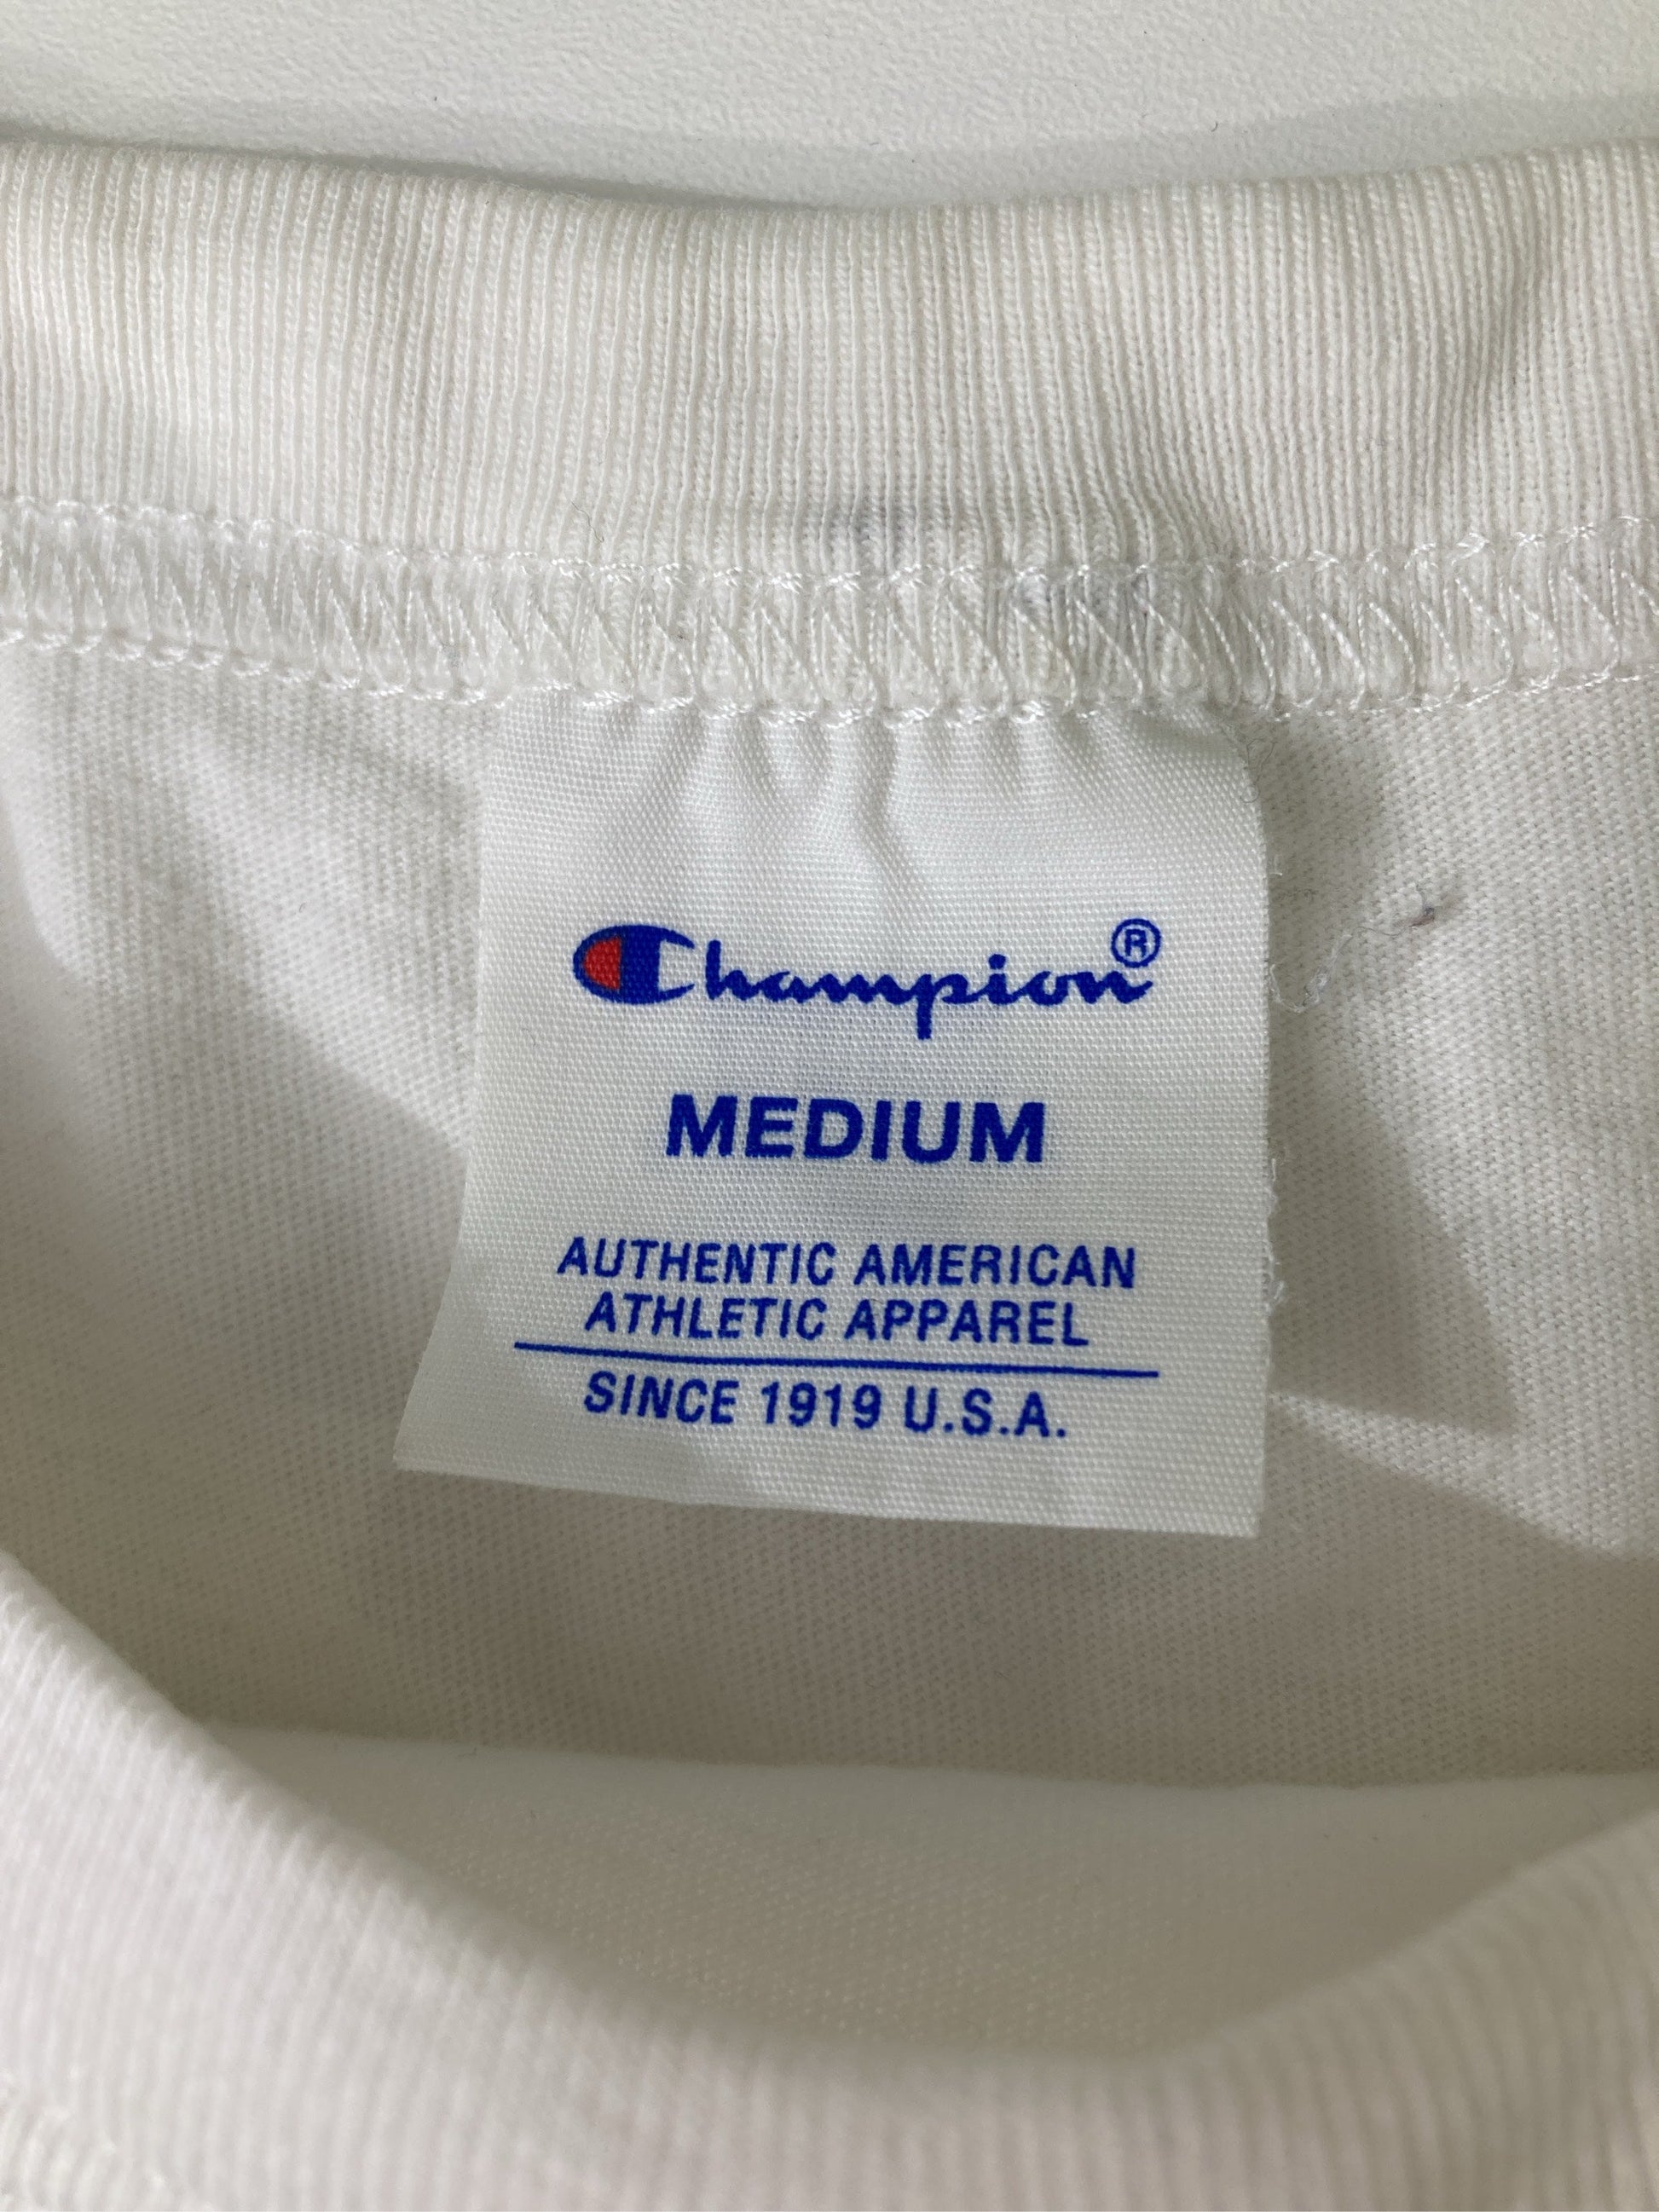 Champion®
MEDIUM
AUTHENTIC AMERICAN
ATHLETIC APPAREL
SINCE 1919 U.S.A.